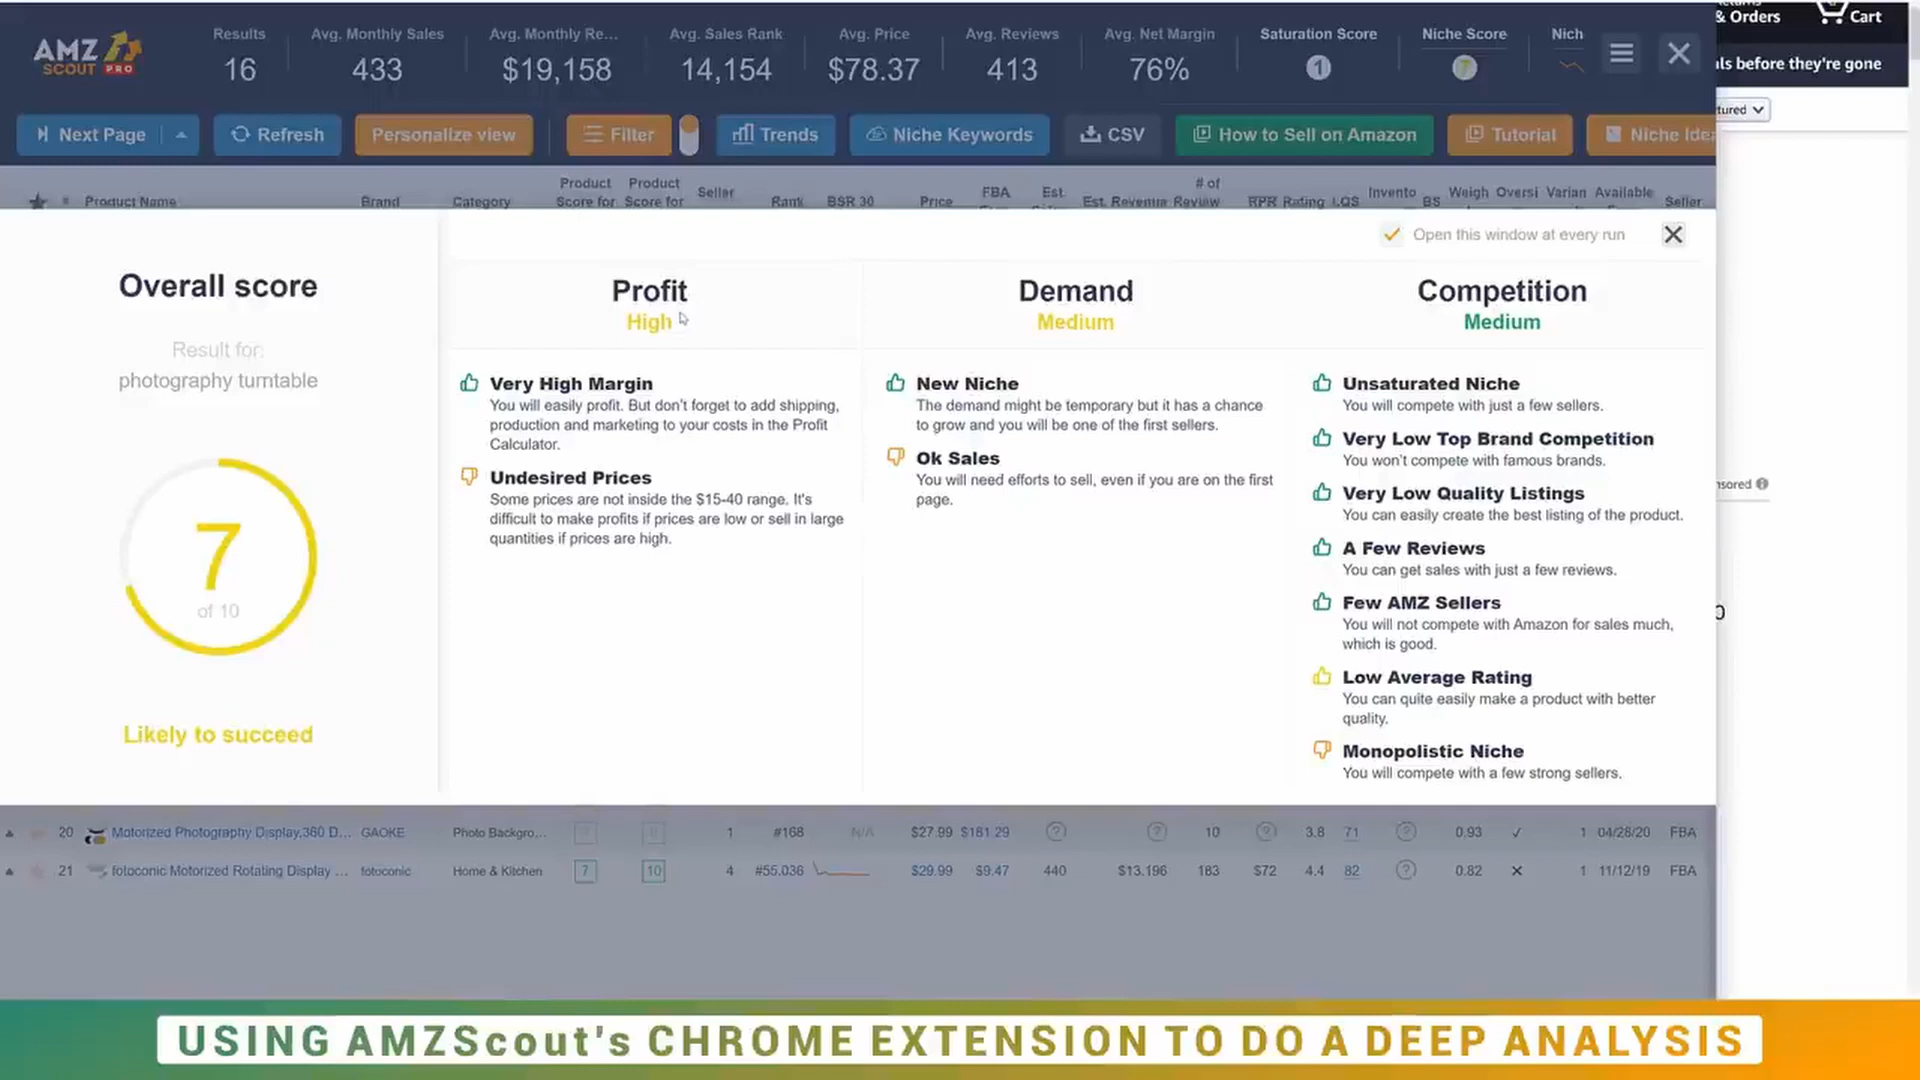 AMZ
SCOUT PRO
Results
16
Avg. Monthly Sales
433
Avg. Monthly Re...
$19,158
Avg. Sales Rank
14,154
Avg. Price
$78.37
Avg. Reviews
413
Avg. Net Margin
76%
Saturation Score
1
Niche Score
7
Nich
& Orders
Cart
ls before they're gone
tured
Next Page
Refresh
Personalize view
Filter
Trends
Niche Keywords
CSV
How to Sell on Amazon
Tutorial
Niche Idea
# Product Name Brand Category Product Score for Product Score for Seller Rank BSR 30 Price FBA Est. Est. Revenue # of Review RPR Rating LQS Invento BS Weigh Oversi Varian Available Seller
Open this window at every run
Overall score
Result for:
photography turntable
7
of 10
Likely to succeed
Profit
High
Very High Margin
You will easily profit. But don't forget to add shipping,
production and marketing to your costs in the Profit
Calculator.
Undesired Prices
Some prices are not inside the $15-40 range. It's
difficult to make profits if prices are low or sell in large
quantities if prices are high.
Demand
Medium
New Niche
The demand might be temporary but it has a chance
to grow and you will be one of the first sellers.
Ok Sales
You will need efforts to sell, even if you are on the first
page.
Competition
Medium
Unsaturated Niche
You will compete with just a few sellers.
Very Low Top Brand Competition
You won't compete with famous brands.
Very Low Quality Listings
You can easily create the best listing of the product.
A Few Reviews
You can get sales with just a few reviews.
Few AMZ Sellers
You will not compete with Amazon for sales much,
which is good.
Low Average Rating
You can quite easily make a product with better
quality.
Monopolistic Niche
You will compete with a few strong sellers.
nsored
20 Motorized Photography Display,360 D... GAOKE Photo Backgro... 1 #168 N/A $27.99 $181.29 ? ? 10 ? 3.8 71 ? 0.93 1 04/28/20 FBA
21 fotoconic Motorized Rotating Display ... fotoconic Home & Kitchen 7 10 4 #55,036 $29.99 $9.47 440 $13,196 183 $72 4.4 82 ? 0.82 1 11/12/19 FBA
USING AMZScout's CHROME EXTENSION TO DO A DEEP ANALYSIS